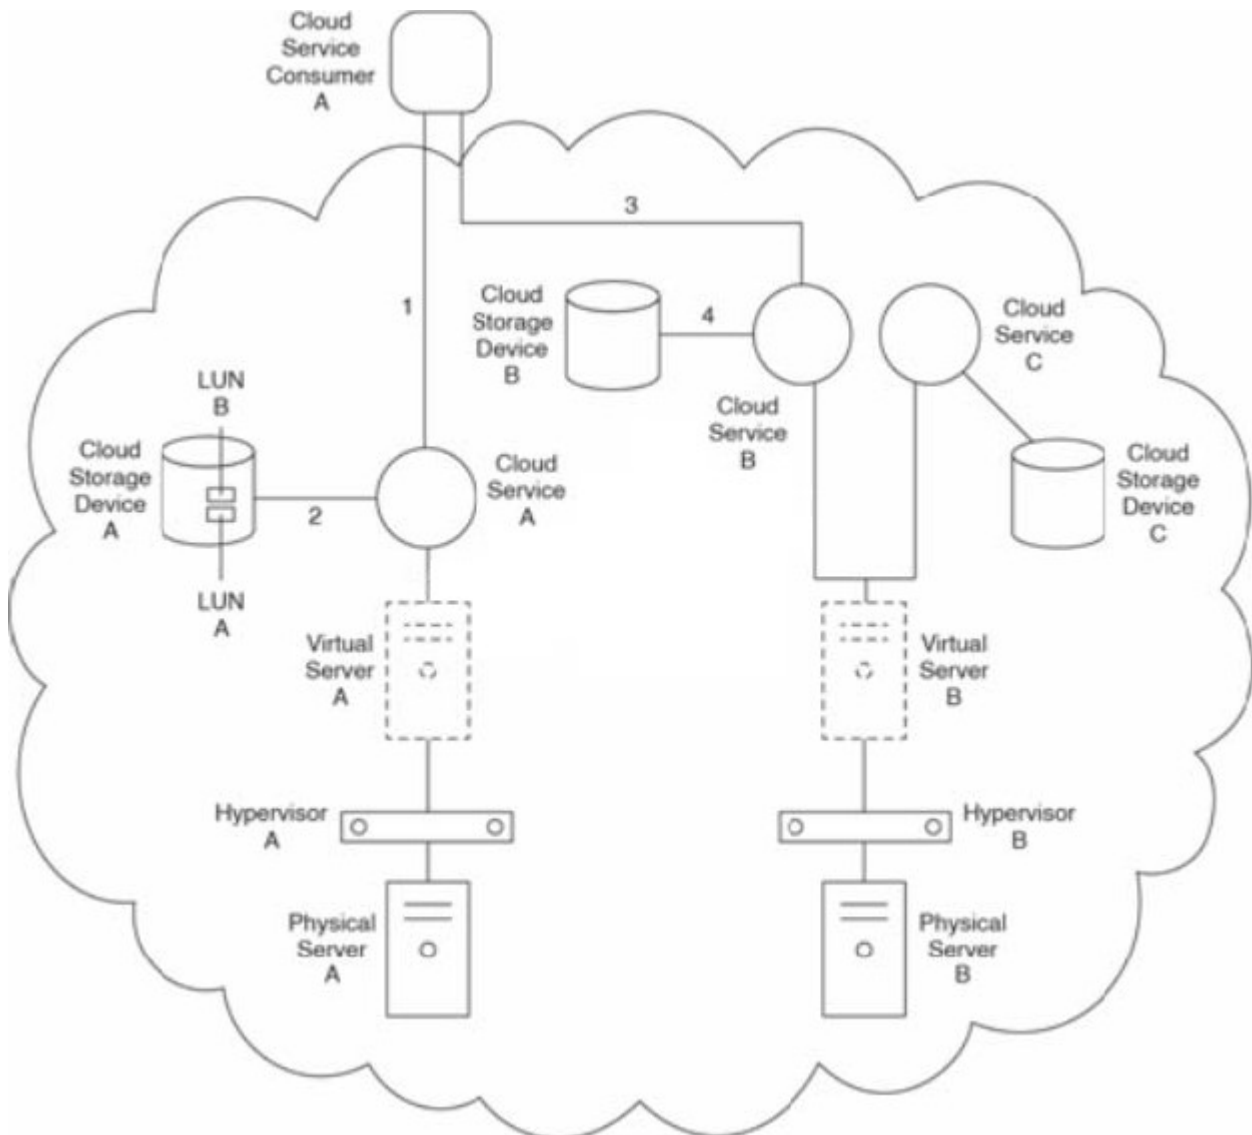 Cloud
Service
Consumer
A
3
1
Cloud
Storage
Device
B
4
Cloud
Service
C
LUN
B
Cloud
Service
B
Cloud
Storage
Device
A
2
Cloud
Service
A
Cloud
Storage
Device
C
LUN
A
Virtual
Server
A
Virtual
Server
B
Hypervisor
A
Hypervisor
B
Physical
Server
A
Physical
Server
B